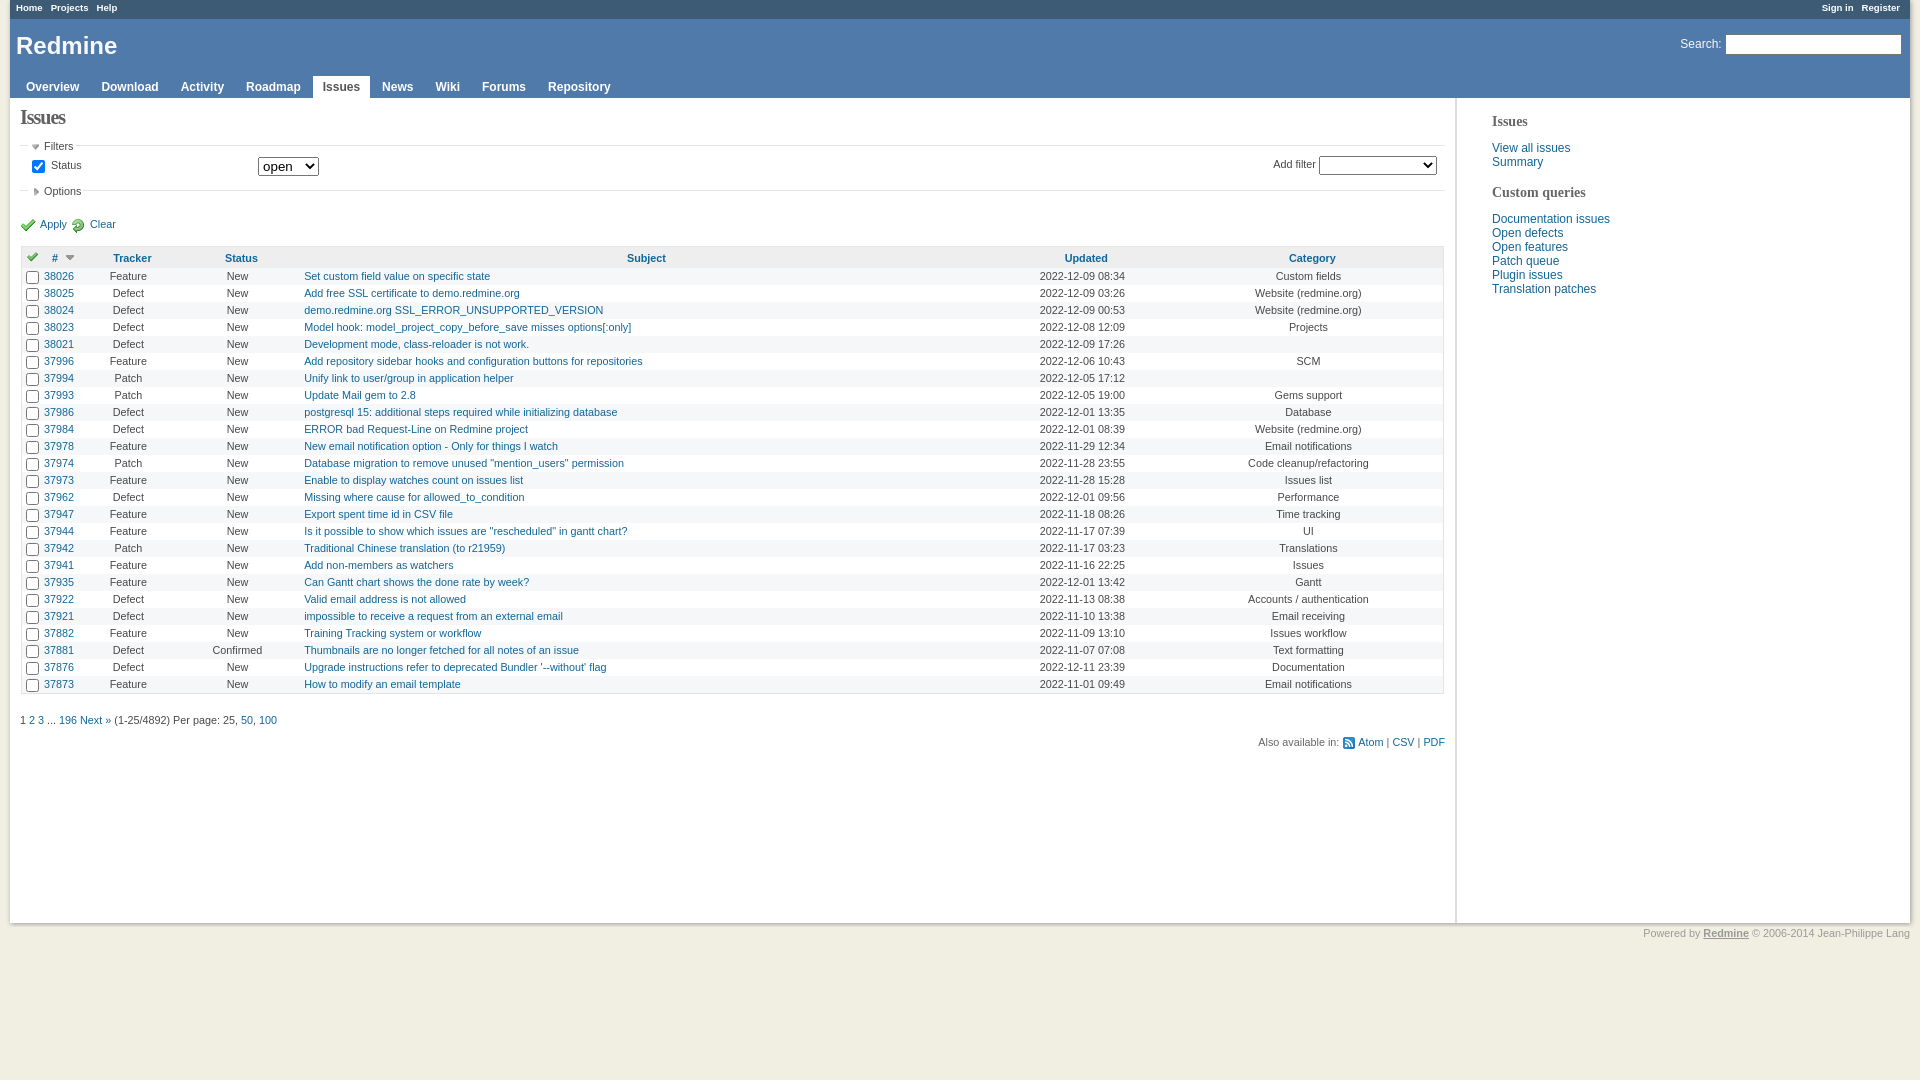 Home Projects Help Sign in Register
Redmine
Search:
Overview Download Activity Roadmap Issues News Wiki Forums Repository
Issues
Filters
Status open Add filter
Options
Apply Clear
# Tracker Status Subject Updated Category
38026 Feature New Set custom field value on specific state 2022-12-09 08:34 Custom fields
38025 Defect New Add free SSL certificate to demo.redmine.org 2022-12-09 03:26 Website (redmine.org)
38024 Defect New demo.redmine.org SSL_ERROR_UNSUPPORTED_VERSION 2022-12-09 00:53 Website (redmine.org)
38023 Defect New Model hook: model_project_copy_before_save misses options[:only] 2022-12-08 12:09 Projects
38021 Defect New Development mode, class-reloader is not work. 2022-12-09 17:26
37996 Feature New Add repository sidebar hooks and configuration buttons for repositories 2022-12-06 10:43 SCM
37994 Patch New Unify link to user/group in application helper 2022-12-05 17:12
37993 Patch New Update Mail gem to 2.8 2022-12-05 19:00 Gems support
37986 Defect New postgresql 15: additional steps required while initializing database 2022-12-01 13:35 Database
37984 Defect New ERROR bad Request-Line on Redmine project 2022-12-01 08:39 Website (redmine.org)
37978 Feature New New email notification option - Only for things I watch 2022-11-29 12:34 Email notifications
37974 Patch New Database migration to remove unused "mention_users" permission 2022-11-28 23:55 Code cleanup/refactoring
37973 Feature New Enable to display watches count on issues list 2022-11-28 15:28 Issues list
37962 Defect New Missing where cause for allowed_to_condition 2022-12-01 09:56 Performance
37947 Feature New Export spent time id in CSV file 2022-11-18 08:26 Time tracking
37944 Feature New Is it possible to show which issues are "rescheduled" in gantt chart? 2022-11-17 07:39 UI
37942 Patch New Traditional Chinese translation (to r21959) 2022-11-17 03:23 Translations
37941 Feature New Add non-members as watchers 2022-11-16 22:25 Issues
37935 Feature New Can Gantt chart shows the done rate by week? 2022-12-01 13:42 Gantt
37922 Defect New Valid email address is not allowed 2022-11-13 08:38 Accounts / authentication
37921 Defect New impossible to receive a request from an external email 2022-11-10 13:38 Email receiving
37882 Feature New Training Tracking system or workflow 2022-11-09 13:10 Issues workflow
37881 Defect Confirmed Thumbnails are no longer fetched for all notes of an issue 2022-11-07 07:08 Text formatting
37876 Defect New Upgrade instructions refer to deprecated Bundler '--without' flag 2022-12-11 23:39 Documentation
37873 Feature New How to modify an email template 2022-11-01 09:49 Email notifications
1 2 3 ... 196 Next » (1-25/4892) Per page: 25, 50, 100
Also available in: Atom | CSV | PDF
Issues
View all issues
Summary
Custom queries
Documentation issues
Open defects
Open features
Patch queue
Plugin issues
Translation patches
Powered by Redmine © 2006-2014 Jean-Philippe Lang